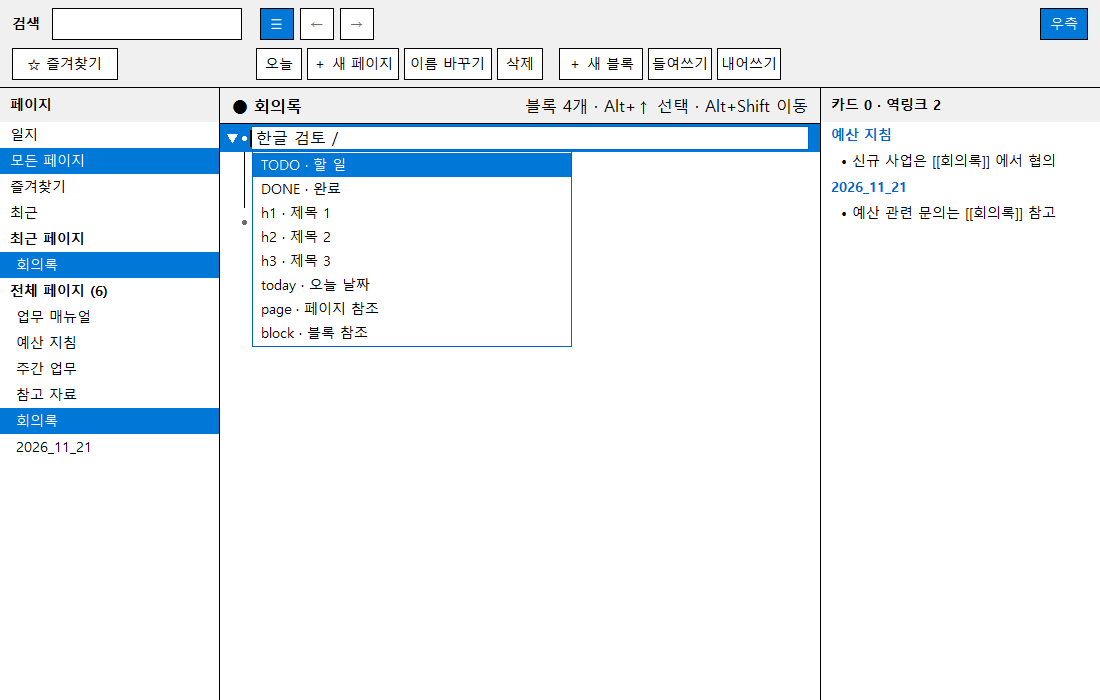 검색 ☰ ← → 우측
☆ 즐겨찾기 오늘 + 새 페이지 이름 바꾸기 삭제 + 새 블록 들여쓰기 내어쓰기
페이지
일지
모든 페이지
즐겨찾기
최근
최근 페이지
회의록
전체 페이지 (6)
업무 매뉴얼
예산 지침
주간 업무
참고 자료
회의록
2026_11_21
● 회의록 블록 4개 · Alt+↑ 선택 · Alt+Shift 이동
한글 검토 /
TODO · 할 일
DONE · 완료
h1 · 제목 1
h2 · 제목 2
h3 · 제목 3
today · 오늘 날짜
page · 페이지 참조
block · 블록 참조
카드 0 · 역링크 2
예산 지침
• 신규 사업은 [[회의록]] 에서 협의
2026_11_21
• 예산 관련 문의는 [[회의록]] 참고